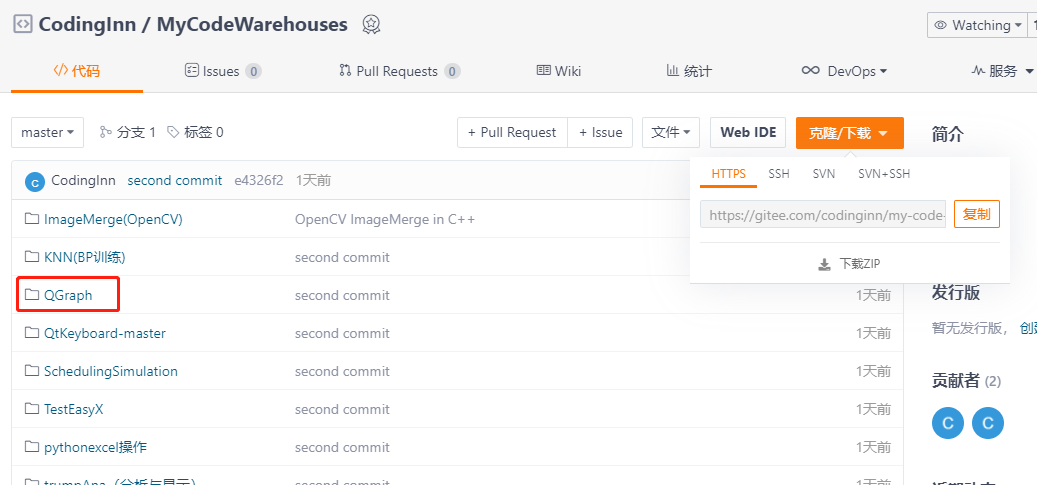 CodingInn / MyCodeWarehouses
Watching
代码 Issues 0 Pull Requests 0 Wiki 统计 DevOps 服务
master 分支 1 标签 0 + Pull Request + Issue 文件 Web IDE 克隆/下载 简介
HTTPS SSH SVN SVN+SSH
C CodingInn second commit e4326f2 1天前
ImageMerge(OpenCV) OpenCV ImageMerge in C++
https://gitee.com/codinginn/my-code- 复制
KNN(BP训练) second commit
下载ZIP
QGraph second commit 1天前
发行版
QtKeyboard-master second commit 1天前
暂无发行版，
SchedulingSimulation second commit 1天前
贡献者 (2)
TestEasyX second commit 1天前
C C
pythonexcel操作 second commit 1天前
second commit 1天前